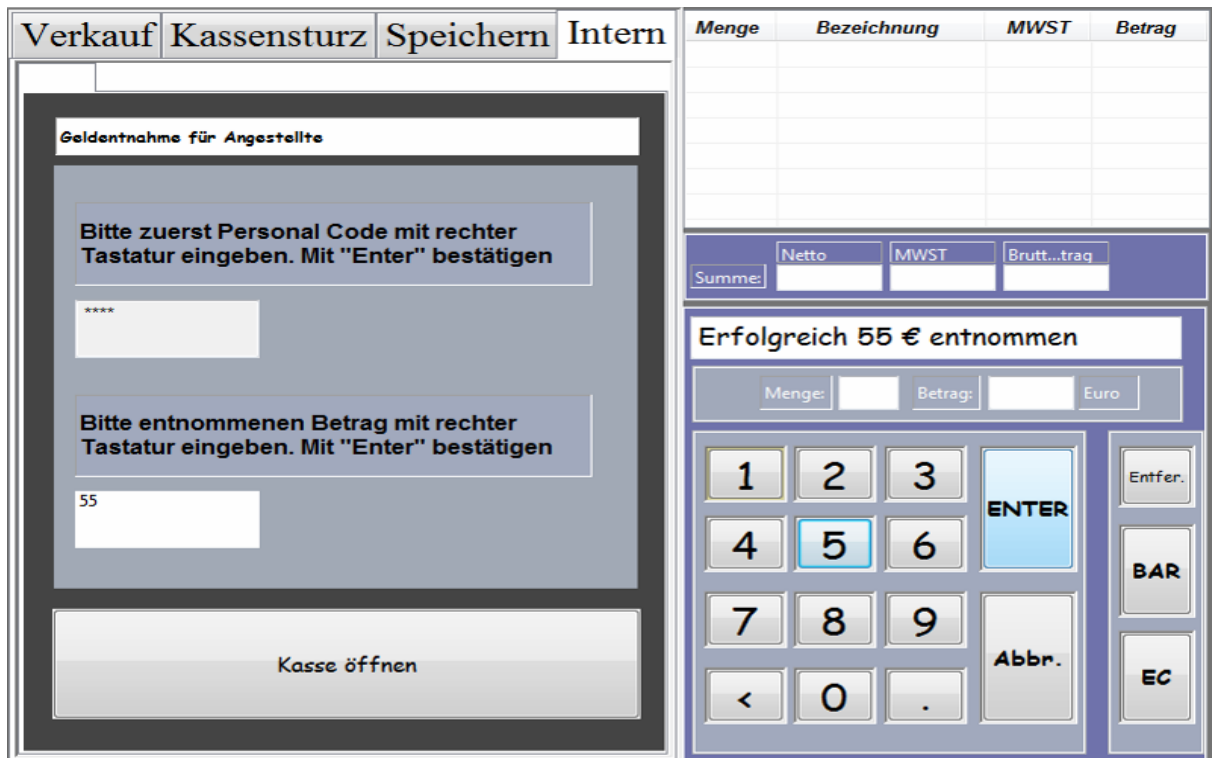 Verkauf Kassensturz Speichern Intern
Geldentnahme für Angestellte
Bitte zuerst Personal Code mit rechter
Tastatur eingeben. Mit "Enter" bestätigen
****
Bitte entnommenen Betrag mit rechter
Tastatur eingeben. Mit "Enter" bestätigen
55
Kasse öffnen
Menge Bezeichnung MWST Betrag
Netto MWST Brutt...trag
Summe:
Erfolgreich 55 € entnommen
Menge: Betrag: Euro
1 2 3 ENTER Entfer.
4 5 6 BAR
7 8 9 Abbr.
< 0 . EC